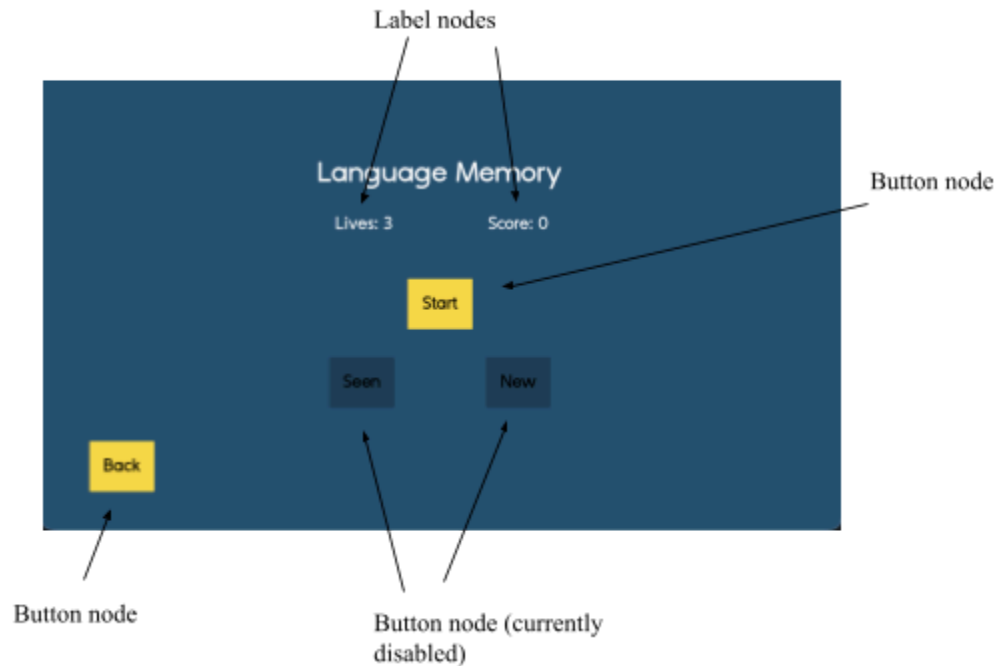 Label nodes
Language Memory
Button node
Lives: 3
Score: 0
Start
Seen
New
Back
Button node
Button node (currently
disabled)